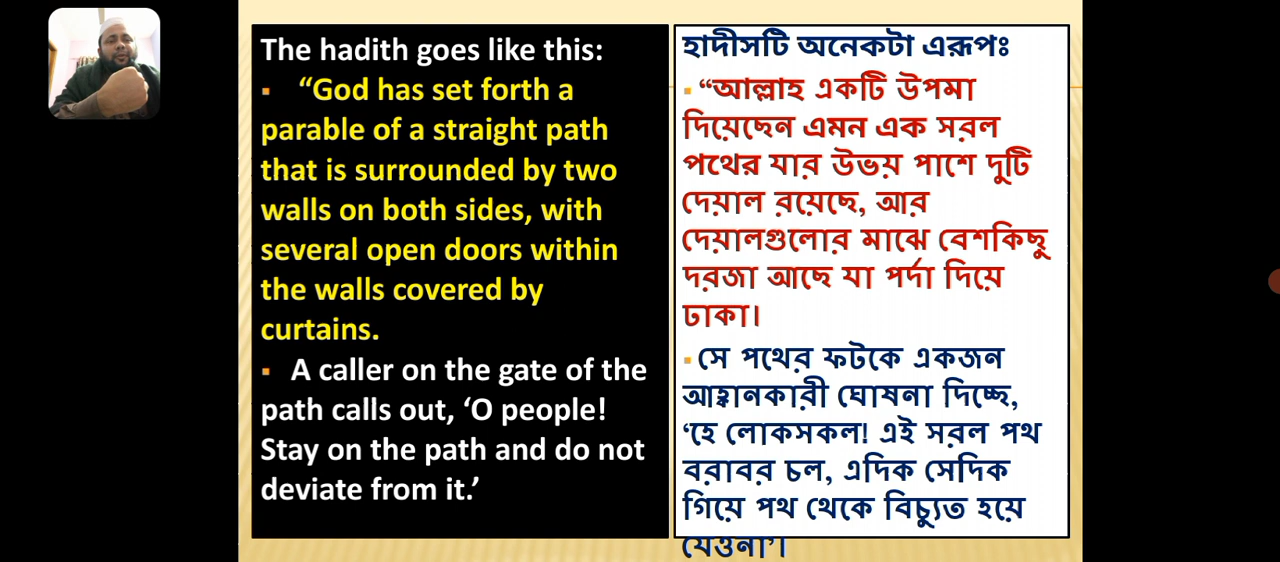 The hadith goes like this:
▪ “God has set forth a
parable of a straight path
that is surrounded by two
walls on both sides, with
several open doors within
the walls covered by
curtains.
▪ A caller on the gate of the
path calls out, ‘O people!
Stay on the path and do not
deviate from it.’
হাদীসটি অনেকটা এরূপঃ
▪ “আল্লাহ একটি উপমা
দিয়েছেন এমন এক সরল
পথের যার উভয় পাশে দুটি
দেয়াল রয়েছে, আর
দেয়ালগুলোর মাঝে বেশকিছু
দরজা আছে যা পর্দা দিয়ে
ঢাকা।
▪ সে পথের ফটকে একজন
আহ্বানকারী ঘোষনা দিচ্ছে,
‘হে লোকসকল! এই সরল পথ
বরাবর চল, এদিক সেদিক
গিয়ে পথ থেকে বিচ্যুত হয়ে
যেওনা’।